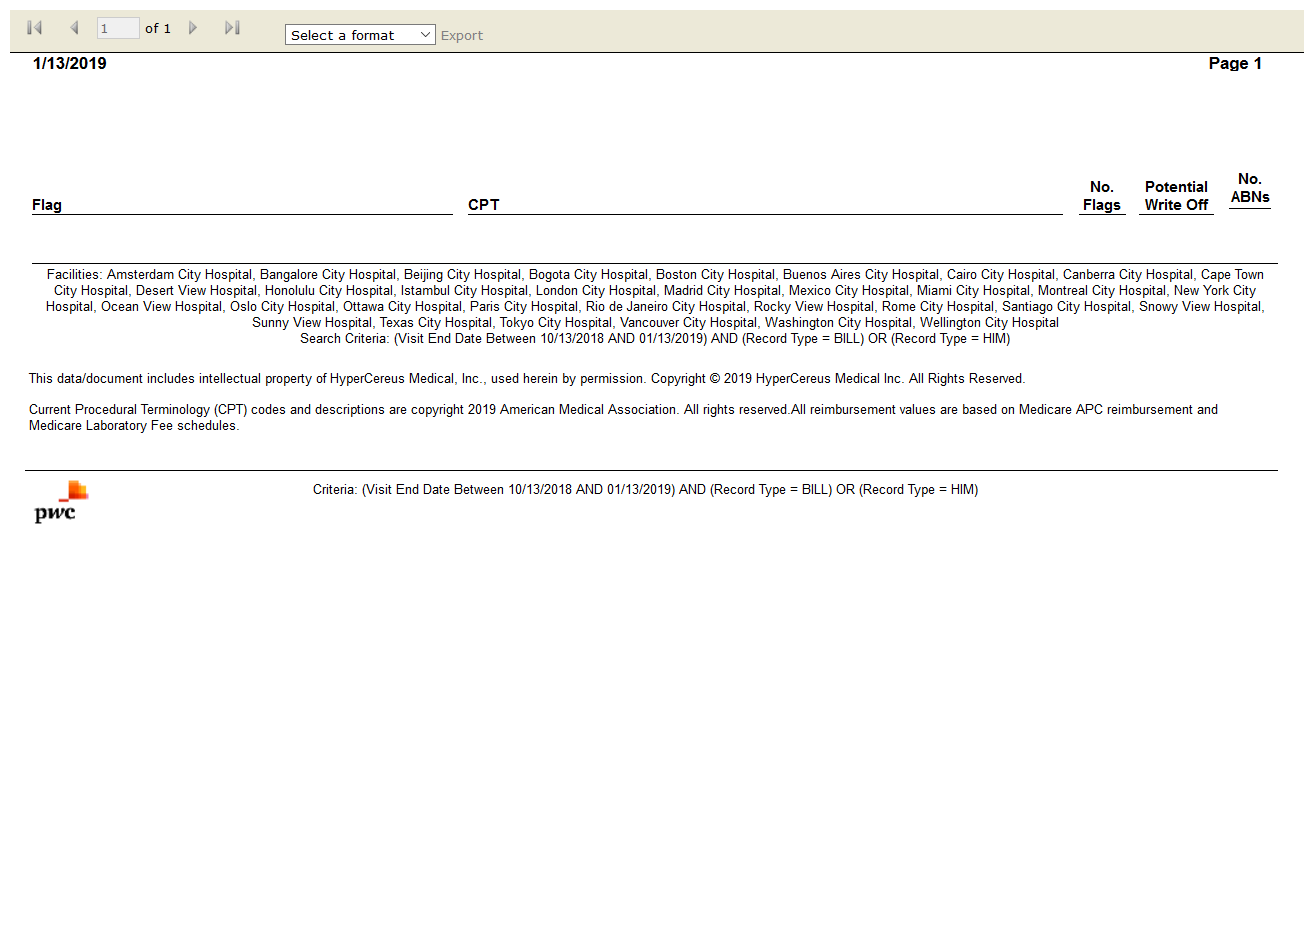 1 of 1 Select a format Export
1/13/2019 Page 1
Flag CPT No. Flags Potential Write Off No. ABNs
Facilities: Amsterdam City Hospital, Bangalore City Hospital, Beijing City Hospital, Bogota City Hospital, Boston City Hospital, Buenos Aires City Hospital, Cairo City Hospital, Canberra City Hospital, Cape Town
City Hospital, Desert View Hospital, Honolulu City Hospital, Istambul City Hospital, London City Hospital, Madrid City Hospital, Mexico City Hospital, Miami City Hospital, Montreal City Hospital, New York City
Hospital, Ocean View Hospital, Oslo City Hospital, Ottawa City Hospital, Paris City Hospital, Rio de Janeiro City Hospital, Rocky View Hospital, Rome City Hospital, Santiago City Hospital, Snowy View Hospital,
Sunny View Hospital, Texas City Hospital, Tokyo City Hospital, Vancouver City Hospital, Washington City Hospital, Wellington City Hospital
Search Criteria: (Visit End Date Between 10/13/2018 AND 01/13/2019) AND (Record Type = BILL) OR (Record Type = HIM)
This data/document includes intellectual property of HyperCereus Medical, Inc., used herein by permission. Copyright © 2019 HyperCereus Medical Inc. All Rights Reserved.
Current Procedural Terminology (CPT) codes and descriptions are copyright 2019 American Medical Association. All rights reserved.All reimbursement values are based on Medicare APC reimbursement and
Medicare Laboratory Fee schedules.
pwc Criteria: (Visit End Date Between 10/13/2018 AND 01/13/2019) AND (Record Type = BILL) OR (Record Type = HIM)